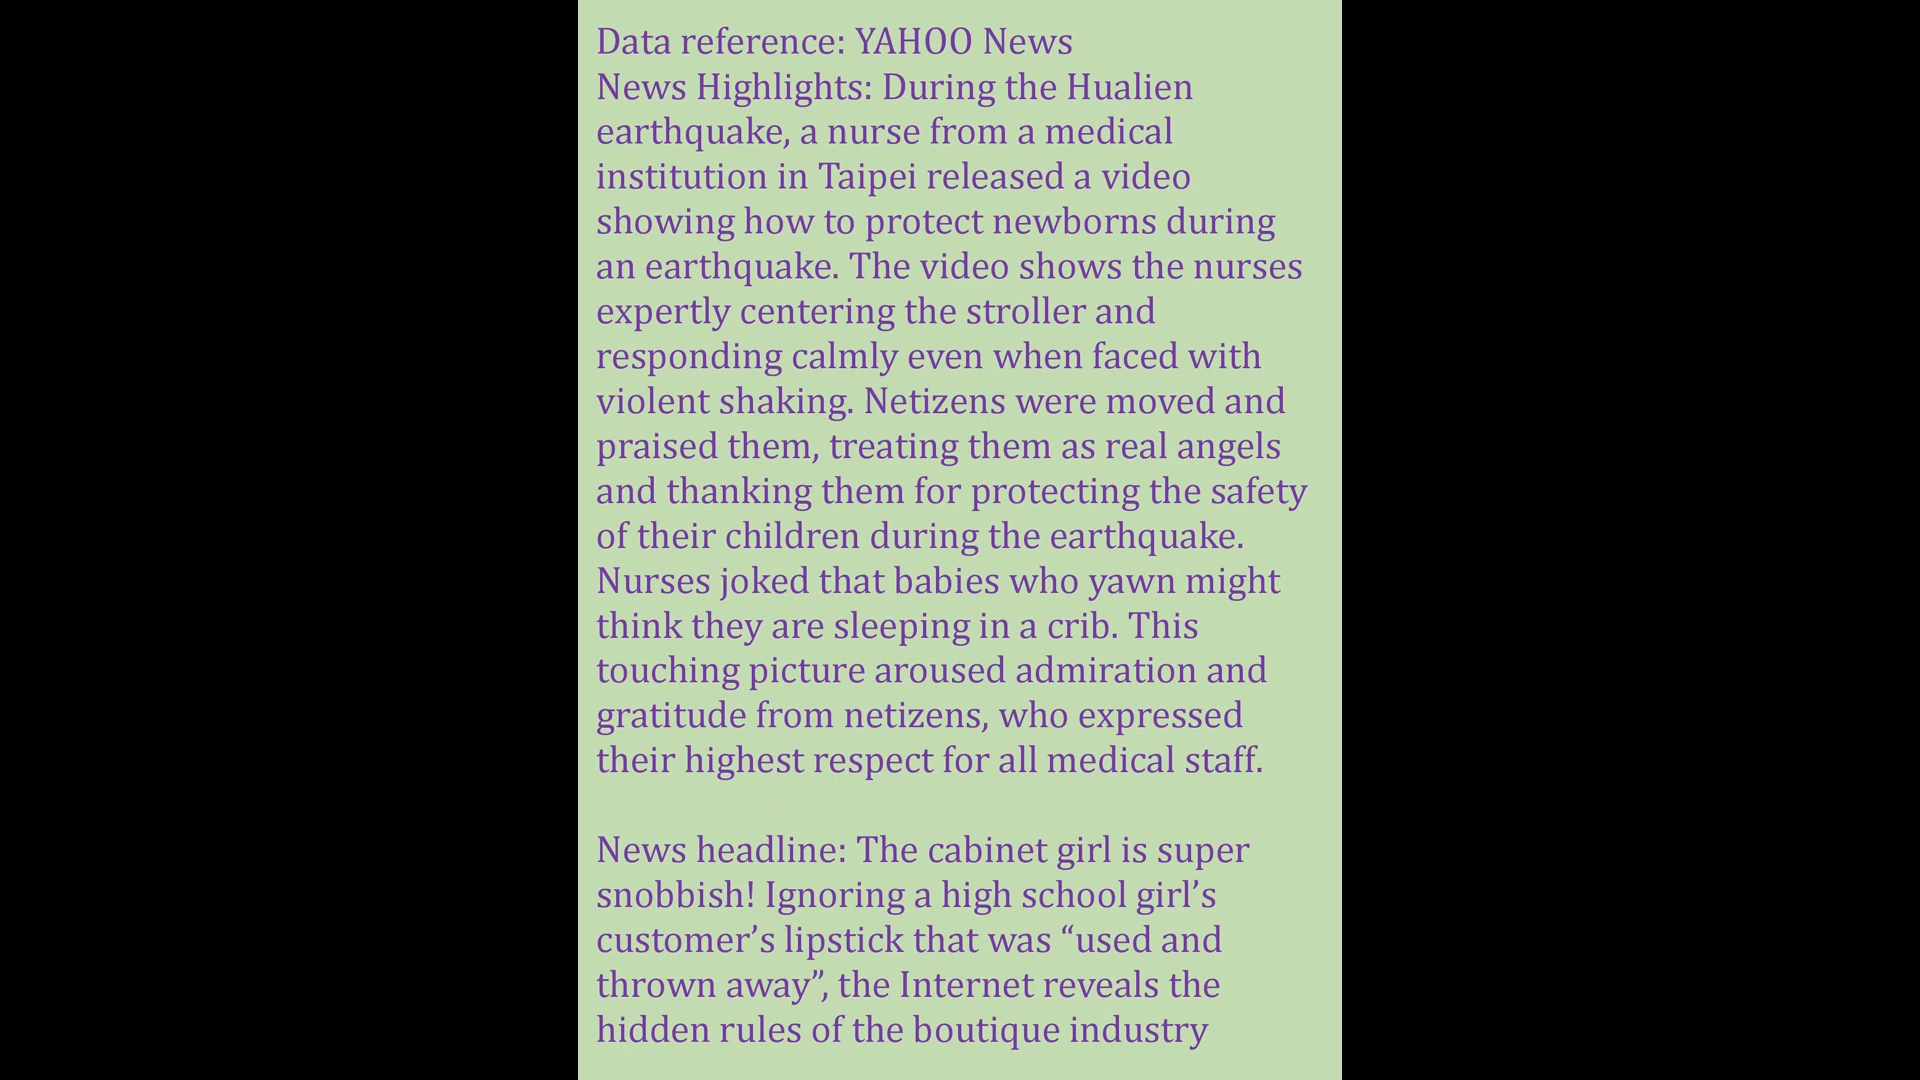 Data reference: YAHOO News
News Highlights: During the Hualien
earthquake, a nurse from a medical
institution in Taipei released a video
showing how to protect newborns during
an earthquake. The video shows the nurses
expertly centering the stroller and
responding calmly even when faced with
violent shaking. Netizens were moved and
praised them, treating them as real angels
and thanking them for protecting the safety
of their children during the earthquake.
Nurses joked that babies who yawn might
think they are sleeping in a crib. This
touching picture aroused admiration and
gratitude from netizens, who expressed
their highest respect for all medical staff.
News headline: The cabinet girl is super
snobbish! Ignoring a high school girl’s
customer’s lipstick that was “used and
thrown away”, the Internet reveals the
hidden rules of the boutique industry